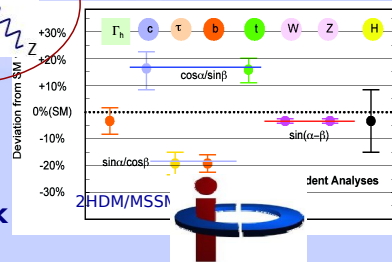 Z
Deviation from SM
+30%
+20%
+10%
0%(SM)
-10%
-20%
-30%
Γh c τ b t W Z γ H
cosα/sinβ
sin(α-β)
sinα/cosβ
dent Analyses
2HDM/MSSM
k